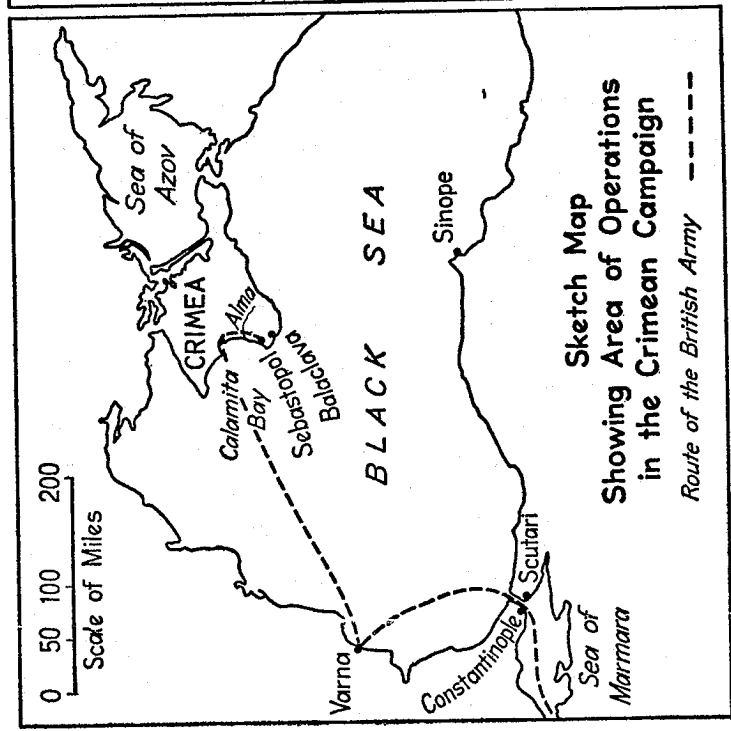 0 50 100 200
Scale of Miles
Sea of
Azov
CRIMEA
Alma
Calamita
Bay
Sebastopol
Balaclava
BLACK SEA
Sinope
Varna
Constantinople
Scutari
Sea of
Marmara
Sketch Map
Showing Area of Operations
in the Crimean Campaign
Route of the British Army